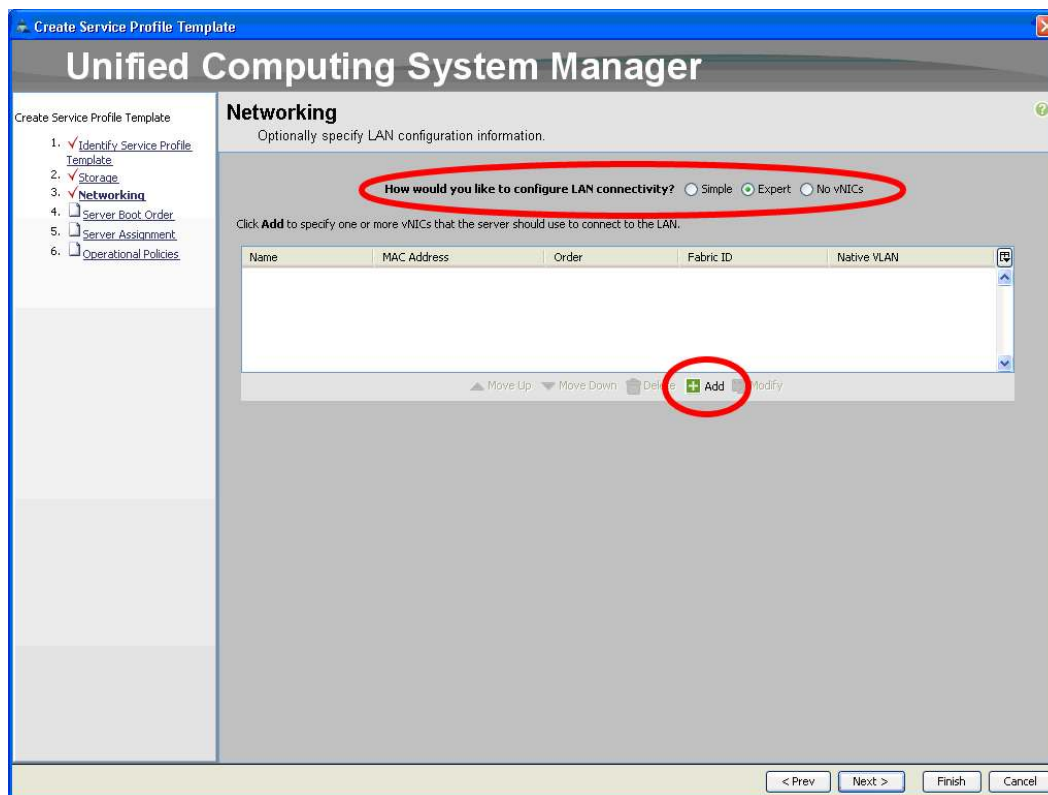 Create Service Profile Template
Unified Computing System Manager
Create Service Profile Template
1. Identify Service Profile
Template
2. Storage
3. Networking
4. Server Boot Order
5. Server Assignment
6. Operational Policies
Networking
Optionally specify LAN configuration information.
How would you like to configure LAN connectivity? Simple Expert No vNICs
Click Add to specify one or more vNICs that the server should use to connect to the LAN.
Name MAC Address Order Fabric ID Native VLAN
Move Up Move Down Delete Add Modify
< Prev Next > Finish Cancel